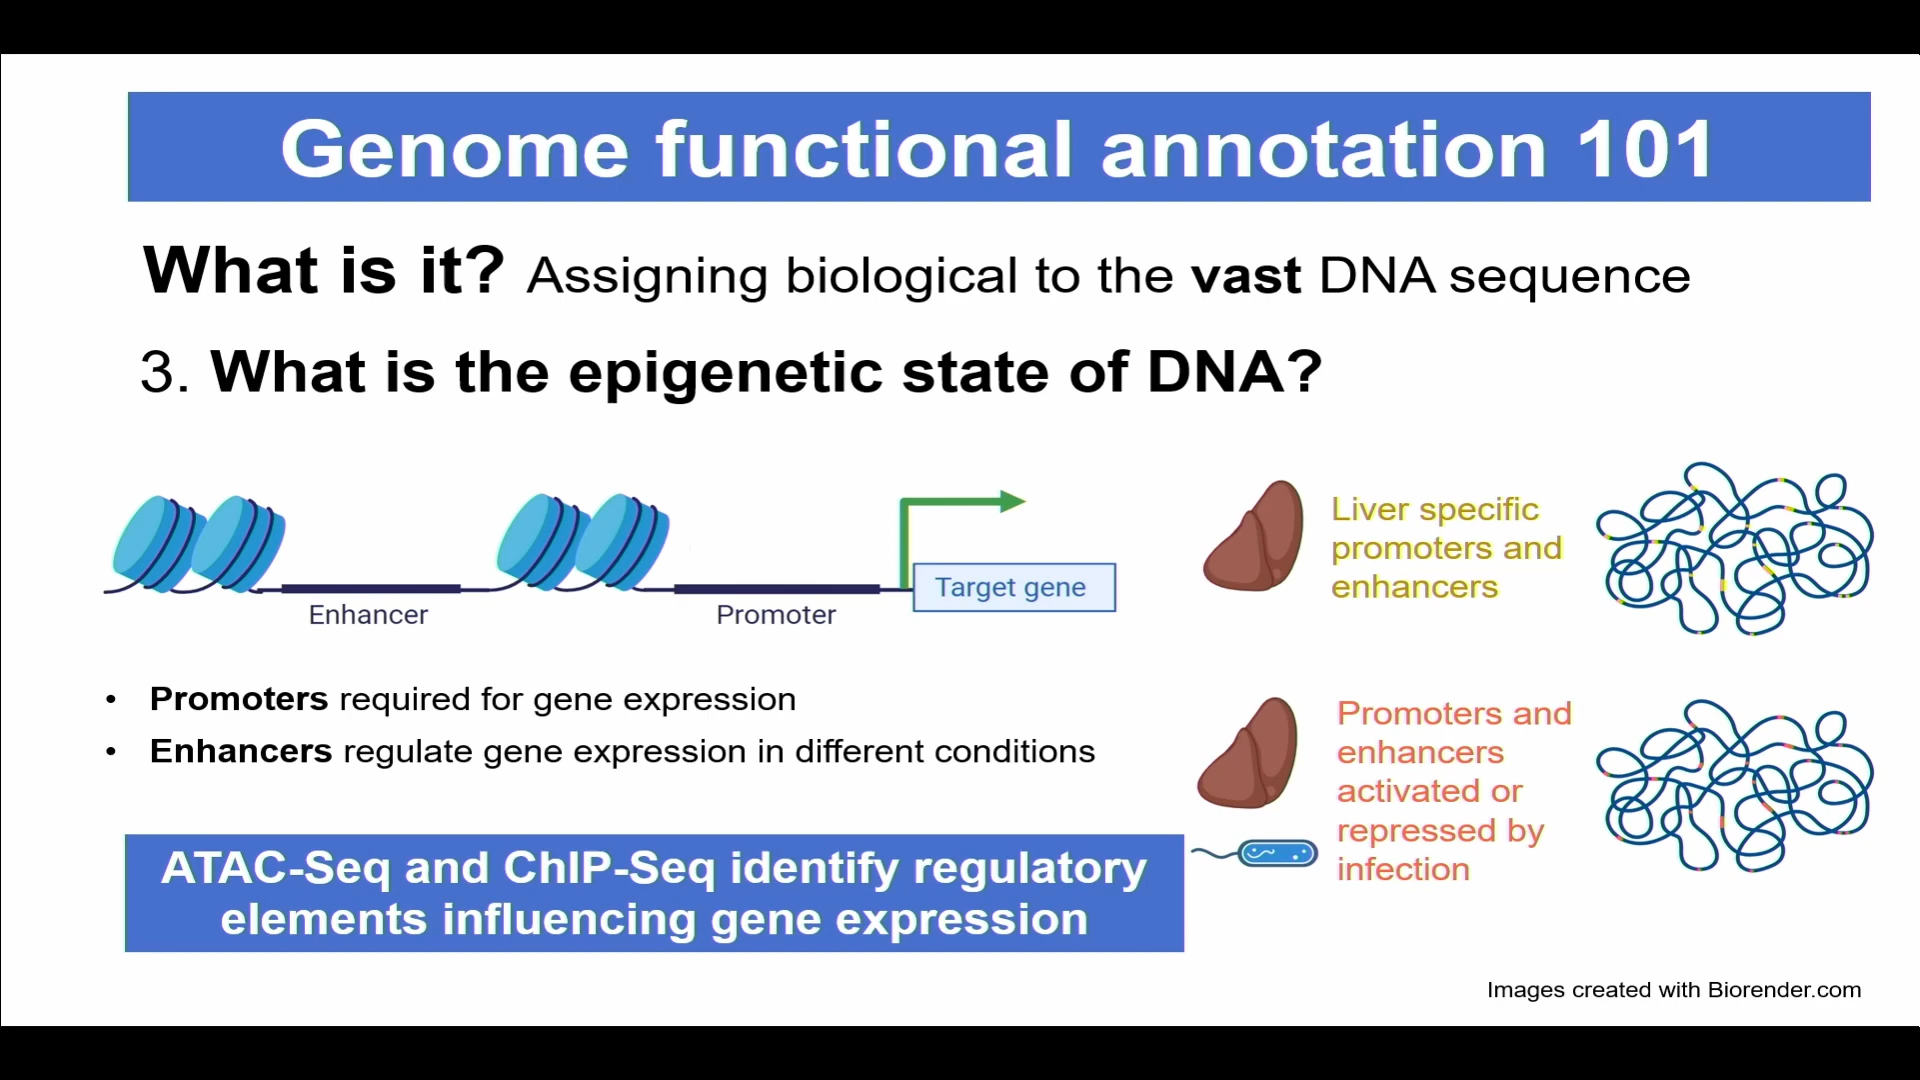 Genome functional annotation 101
What is it? Assigning biological to the vast DNA sequence
3. What is the epigenetic state of DNA?
Enhancer
Promoter
Target gene
Liver specific
promoters and
enhancers
• Promoters required for gene expression
• Enhancers regulate gene expression in different conditions
Promoters and
enhancers
activated or
repressed by
infection
ATAC-Seq and ChIP-Seq identify regulatory
elements influencing gene expression
Images created with Biorender.com